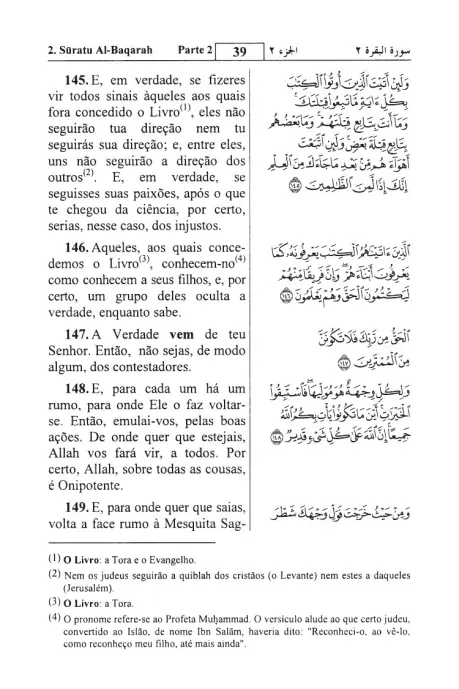 2. Sūratu Al-Baqarah Parte 2 39 الجزء ٢ سورة البقرة ٢
145. E, em verdade, se fizeres
vir todos sinais àqueles aos quais
fora concedido o Livro(1), eles não
seguirão tua direção nem tu
seguirás sua direção; e, entre eles,
uns não seguirão a direção dos
outros(2). E, em verdade, se
seguisses suas paixões, após o que
te chegou da ciência, por certo,
serias, nesse caso, dos injustos.
146. Aqueles, aos quais conce-
demos o Livro(3), conhecem-no(4)
como conhecem a seus filhos, e, por
certo, um grupo deles oculta a
verdade, enquanto sabe.
147. A Verdade vem de teu
Senhor. Então, não sejas, de modo
algum, dos contestadores.
148. E, para cada um há um
rumo, para onde Ele o faz voltar-
se. Então, emulai-vos, pelas boas
ações. De onde quer que estejais,
Allah vos fará vir, a todos. Por
certo, Allah, sobre todas as cousas,
é Onipotente.
149. E, para onde quer que saias,
volta a face rumo à Mesquita Sag-
وَلَئِنْ أَتَيْتَ ٱلَّذِينَ أُوتُوا۟ ٱلْكِتَٰبَ
بِكُلِّ ءَايَةٍ مَّا تَبِعُوا۟ قِبْلَتَكَ ۚ
وَمَآ أَنتَ بِتَابِعٍ قِبْلَتَهُمْ ۚ وَمَا بَعْضُهُم
بِتَابِعٍ قِبْلَةَ بَعْضٍ ۚ وَلَئِنِ ٱتَّبَعْتَ
أَهْوَآءَهُم مِّنۢ بَعْدِ مَا جَآءَكَ مِنَ ٱلْعِلْمِ ۙ
إِنَّكَ إِذًا لَّمِنَ ٱلظَّٰلِمِينَ ١٤٥
ٱلَّذِينَ ءَاتَيْنَٰهُمُ ٱلْكِتَٰبَ يَعْرِفُونَهُۥ كَمَا
يَعْرِفُونَ أَبْنَآءَهُمْ ۖ وَإِنَّ فَرِيقًا مِّنْهُمْ
لَيَكْتُمُونَ ٱلْحَقَّ وَهُمْ يَعْلَمُونَ ١٤٦
ٱلْحَقُّ مِن رَّبِّكَ ۖ فَلَا تَكُونَنَّ
مِنَ ٱلْمُمْتَرِينَ ١٤٧
وَلِكُلٍّ وِجْهَةٌ هُوَ مُوَلِّيهَا ۖ فَٱسْتَبِقُوا۟
ٱلْخَيْرَٰتِ ۚ أَيْنَ مَا تَكُونُوا۟ يَأْتِ بِكُمُ ٱللَّهُ
جَمِيعًا ۚ إِنَّ ٱللَّهَ عَلَىٰ كُلِّ شَىْءٍ قَدِيرٌ ١٤٨
وَمِنْ حَيْثُ خَرَجْتَ فَوَلِّ وَجْهَكَ شَطْرَ
(1) O Livro: a Tora e o Evangelho.
(2) Nem os judeus seguirão a quiblah dos cristãos (o Levante) nem estes a daqueles
(Jerusalém).
(3) O Livro: a Tora.
(4) O pronome refere-se ao Profeta Muḥammad. O versículo alude ao que certo judeu,
convertido ao Islão, de nome Ibn Salām, haveria dito: "Reconheci-o, ao vê-lo,
como reconheço meu filho, até mais ainda".